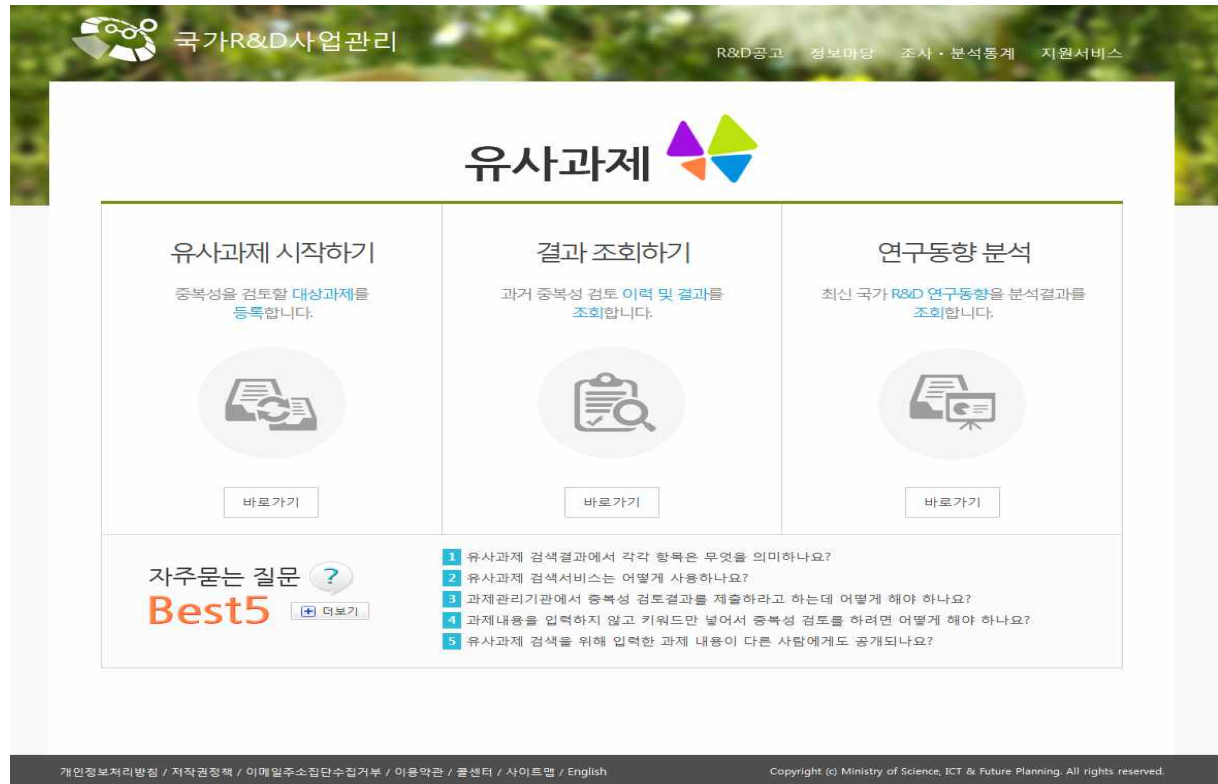 국가R&D사업관리
R&D공고 정보마당 조사・분석통계 지원서비스
유사과제
유사과제 시작하기
중복성을 검토할 대상과제를
등록합니다.
바로가기
결과 조회하기
과거 중복성 검토 이력 및 결과를
조회합니다.
바로가기
연구동향 분석
최신 국가 R&D 연구동향을 분석결과를
조회합니다.
바로가기
자주묻는 질문 ?
Best5 더보기
1 유사과제 검색결과에서 각각 항목은 무엇을 의미하나요?
2 유사과제 검색서비스는 어떻게 사용하나요?
3 과제관리기관에서 중복성 검토결과를 제출하라고 하는데 어떻게 해야 하나요?
4 과제내용을 입력하지 않고 키워드만 넣어서 중복성 검토를 하려면 어떻게 해야 하나요?
5 유사과제 검색을 위해 입력한 과제 내용이 다른 사람에게도 공개되나요?
개인정보처리방침 / 저작권정책 / 이메일주소집단수집거부 / 이용약관 / 콜센터 / 사이트맵 / English
Copyright (c) Ministry of Science, ICT & Future Planning. All rights reserved.